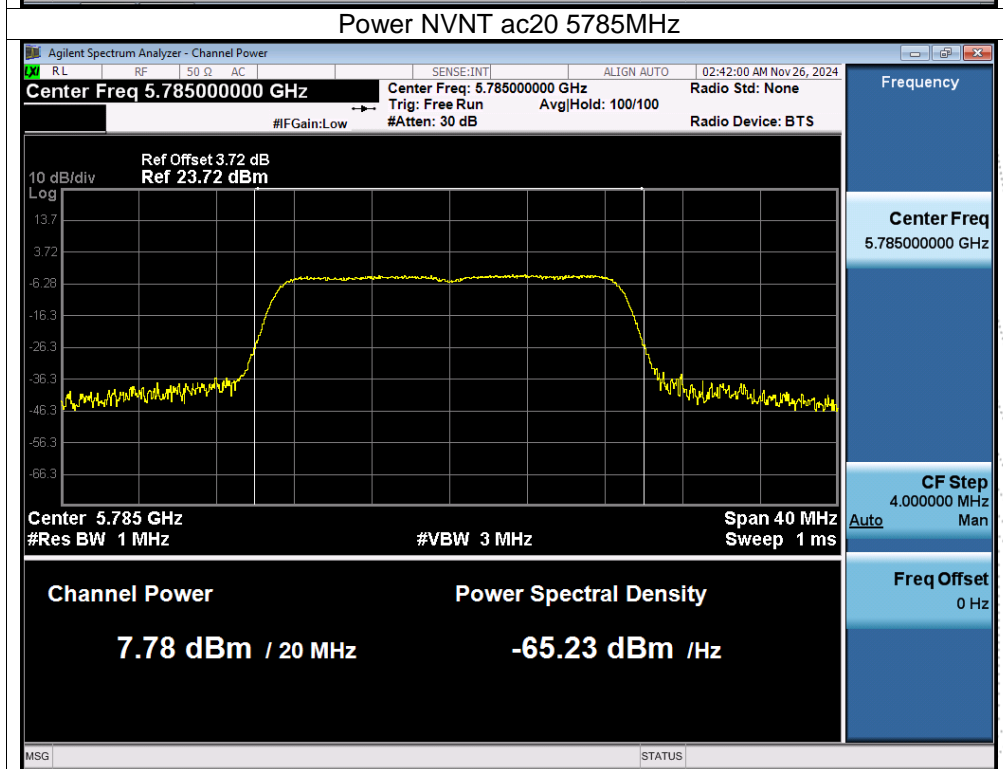 Power NVNT ac20 5785MHz
Agilent Spectrum Analyzer - Channel Power
LXI RL RF 50 Ω AC SENSE:INT ALIGN AUTO 02:42:00 AM Nov 26, 2024
Center Freq 5.785000000 GHz
Center Freq: 5.785000000 GHz
Radio Std: None
Trig: Free Run Avg|Hold: 100/100
#IFGain:Low
#Atten: 30 dB
Radio Device: BTS
Ref Offset 3.72 dB
10 dB/div Ref 23.72 dBm
Log
13.7
3.72
-6.28
-16.3
-26.3
-36.3
-46.3
-56.3
-66.3
Center 5.785 GHz Span 40 MHz
#Res BW 1 MHz #VBW 3 MHz Sweep 1 ms
Channel Power Power Spectral Density
7.78 dBm / 20 MHz -65.23 dBm /Hz
Frequency
Center Freq
5.785000000 GHz
CF Step
4.000000 MHz
Auto Man
Freq Offset
0 Hz
MSG STATUS